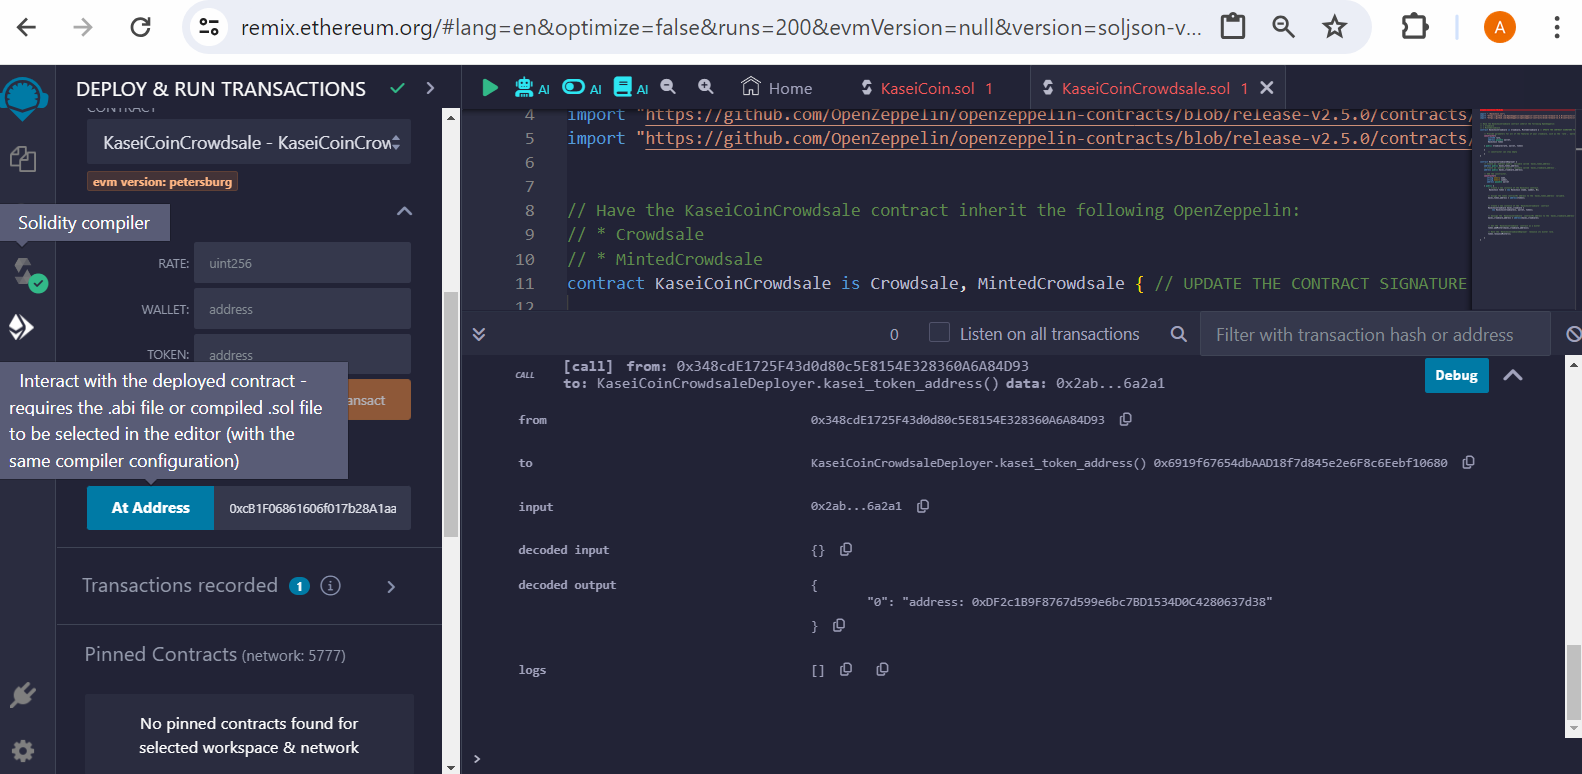 remix.ethereum.org/#lang=en&optimize=false&runs=200&evmVersion=null&version=soljson-v...
A
DEPLOY & RUN TRANSACTIONS
CONTRACT
KaseiCoinCrowdsale - KaseiCoinCrow
evm version: petersburg
Solidity compiler
RATE: uint256
WALLET: address
TOKEN: address
Interact with the deployed contract -
requires the .abi file or compiled .sol file
to be selected in the editor (with the
same compiler configuration)
ansact
At Address 0xcB1F06861606f017b28A1aa
Transactions recorded 1 i
Pinned Contracts (network: 5777)
No pinned contracts found for
selected workspace & network
AI AI AI Home KaseiCoin.sol 1 KaseiCoinCrowdsale.sol 1
4 import "https://github.com/OpenZeppelin/openzeppelin-contracts/blob/release-v2.5.0/contracts/
5 import "https://github.com/OpenZeppelin/openzeppelin-contracts/blob/release-v2.5.0/contracts/
6
7
8 // Have the KaseiCoinCrowdsale contract inherit the following OpenZeppelin:
9 // * Crowdsale
10 // * MintedCrowdsale
11 contract KaseiCoinCrowdsale is Crowdsale, MintedCrowdsale { // UPDATE THE CONTRACT SIGNATURE
12
0 Listen on all transactions Filter with transaction hash or address
CALL [call] from: 0x348cdE1725F43d0d80c5E8154E328360A6A84D93
to: KaseiCoinCrowdsaleDeployer.kasei_token_address() data: 0x2ab...6a2a1
Debug
from 0x348cdE1725F43d0d80c5E8154E328360A6A84D93
to KaseiCoinCrowdsaleDeployer.kasei_token_address() 0x6919f67654dbAAD18f7d845e2e6F8c6Eebf10680
input 0x2ab...6a2a1
decoded input {}
decoded output {
"0": "address: 0xDF2c1B9F8767d599e6bc7BD1534D0C4280637d38"
}
logs []
>